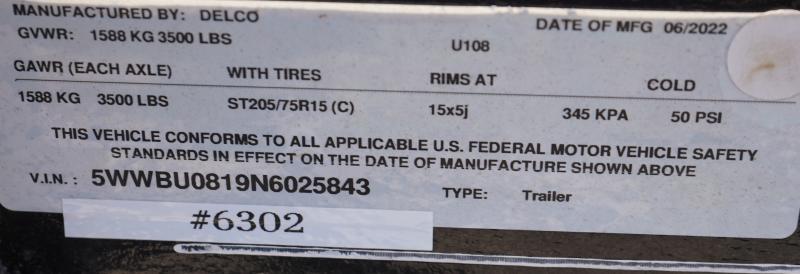 MANUFACTURED BY: DELCO DATE OF MFG 06/2022
GVWR: 1588 KG 3500 LBS U108
GAWR (EACH AXLE) WITH TIRES RIMS AT COLD
1588 KG 3500 LBS ST205/75R15 (C) 15x5j 345 KPA 50 PSI
THIS VEHICLE CONFORMS TO ALL APPLICABLE U.S. FEDERAL MOTOR VEHICLE SAFETY
STANDARDS IN EFFECT ON THE DATE OF MANUFACTURE SHOWN ABOVE
V.I.N. : 5WWBU0819N6025843 TYPE: Trailer
#6302